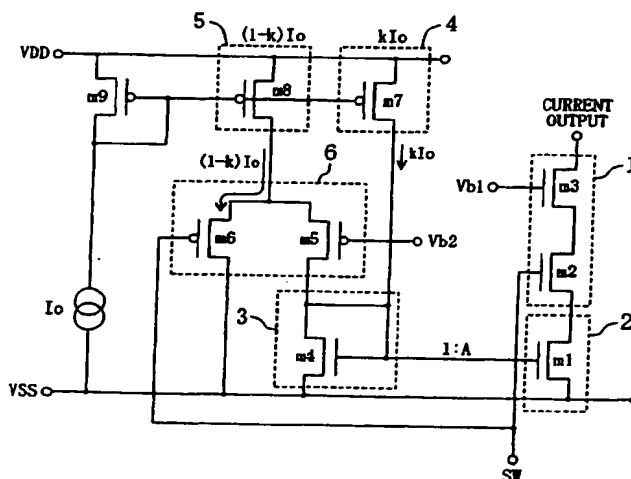 5
(1-k)Io
kIo
4
VDD
m9
m8
m7
CURRENT
OUTPUT
1
(1-k)Io
6
kIo
Vb1
m3
m6
m5
Vb2
m2
Io
3
2
m4
1:A
m1
VSS
SW